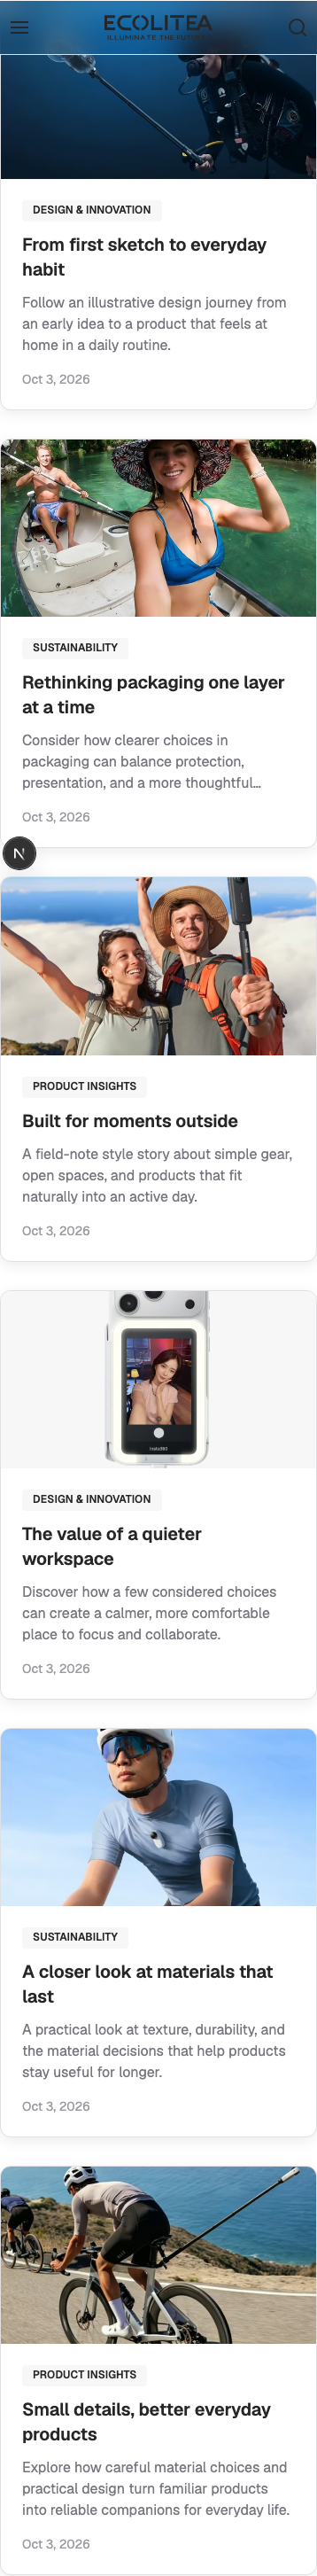 ECOLITEA
ILLUMINATE THE FUTURE
DESIGN & INNOVATION
From first sketch to everyday
habit
Follow an illustrative design journey from
an early idea to a product that feels at
home in a daily routine.
Oct 3, 2026
SUSTAINABILITY
Rethinking packaging one layer
at a time
Consider how clearer choices in
packaging can balance protection,
presentation, and a more thoughtful...
Oct 3, 2026
N
PRODUCT INSIGHTS
Built for moments outside
A field-note style story about simple gear,
open spaces, and products that fit
naturally into an active day.
Oct 3, 2026
Insta360
DESIGN & INNOVATION
The value of a quieter
workspace
Discover how a few considered choices
can create a calmer, more comfortable
place to focus and collaborate.
Oct 3, 2026
SUSTAINABILITY
A closer look at materials that
last
A practical look at texture, durability, and
the material decisions that help products
stay useful for longer.
Oct 3, 2026
PRODUCT INSIGHTS
Small details, better everyday
products
Explore how careful material choices and
practical design turn familiar products
into reliable companions for everyday life.
Oct 3, 2026